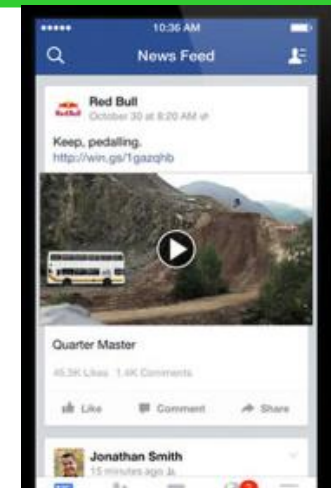 10:36 AM
News Feed
Red Bull
October 30 at 8:20 AM
Keep, pedalling.
http://win.gs/1gazqhb
Quarter Master
45.3K Likes 1.4K Comments
Like Comment Share
Jonathan Smith
15 minutes ago